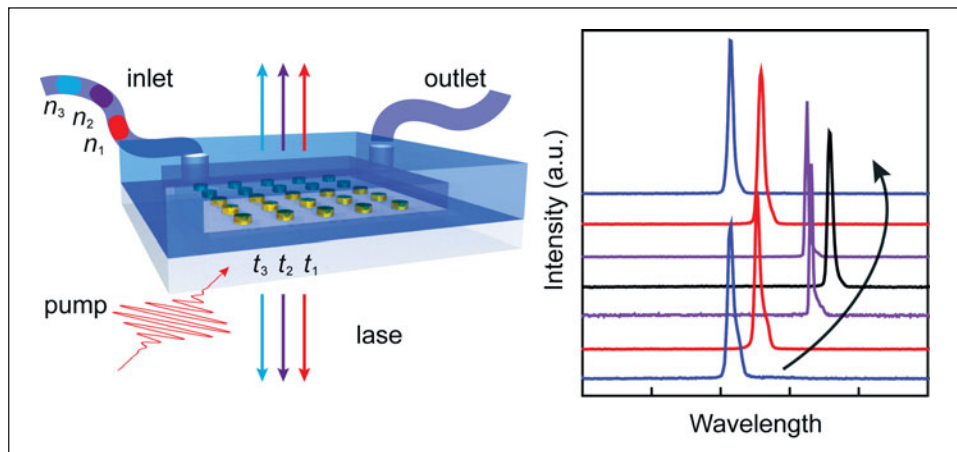 inlet
outlet
n3
n2
n1
t3 t2 t1
pump
lase
Intensity (a.u.)
Wavelength